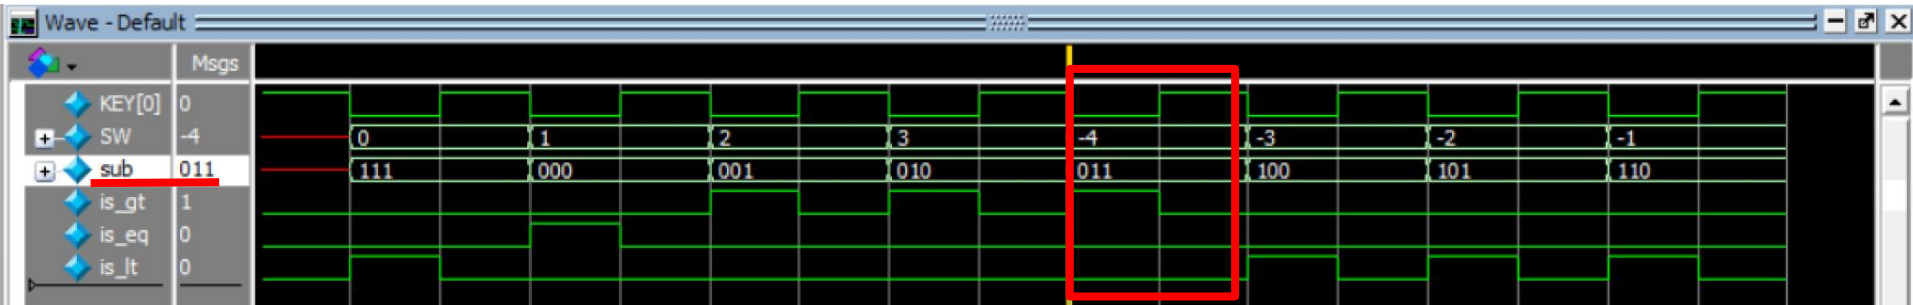 Wave - Default
Msgs
KEY[0] 0
SW -4 0 1 2 3 -4 -3 -2 -1
sub 011 111 000 001 010 011 100 101 110
is_gt 1
is_eq 0
is_lt 0